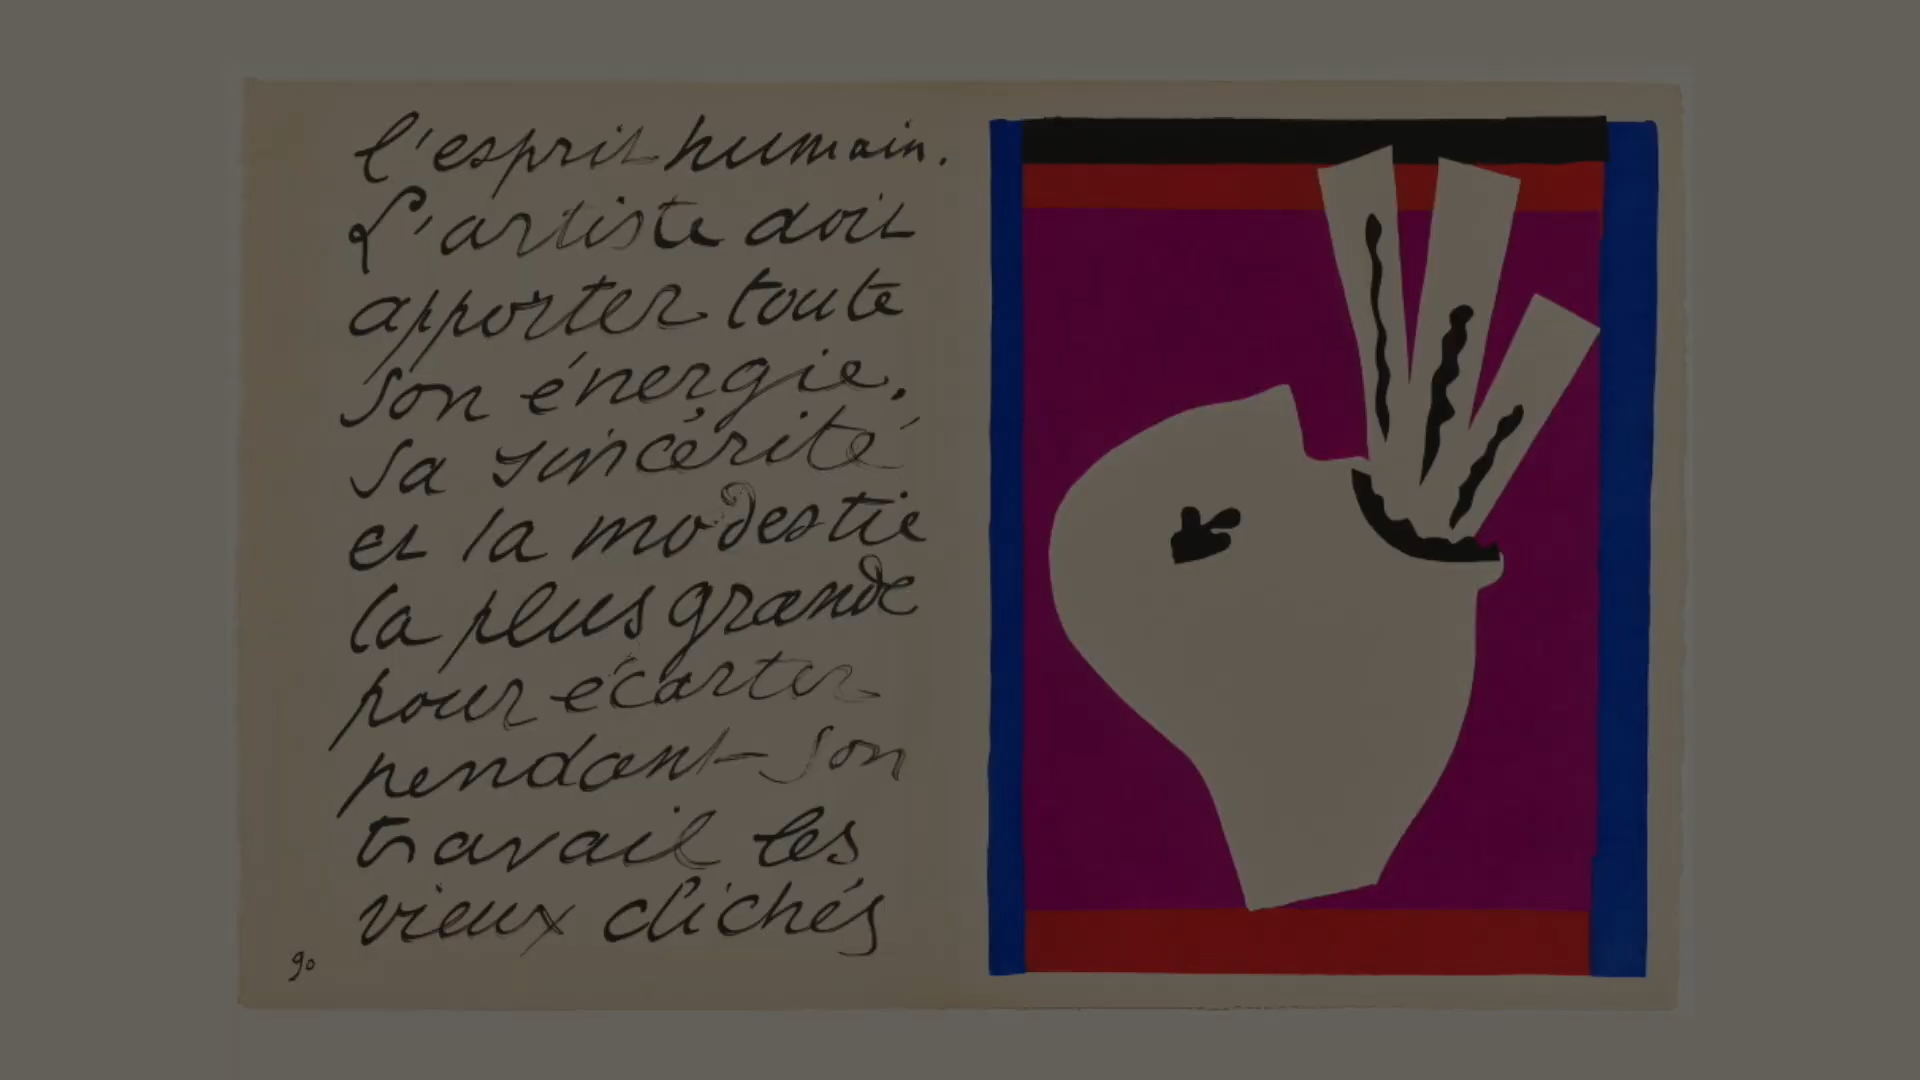 l'esprit humain.
L'artiste doit
apporter toute
son énergie,
sa sincérité
et la modestie
la plus grande
pour écarter
pendant son
travail les
vieux clichés
90